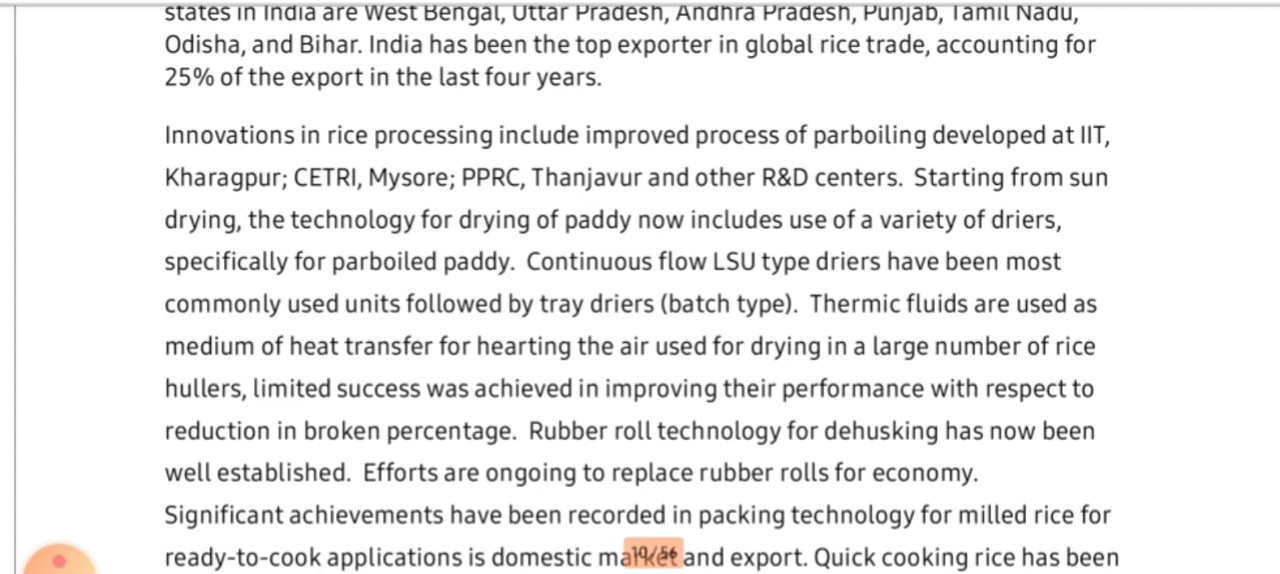 states in India are West Bengal, Uttar Pradesh, Andhra Pradesh, Punjab, Tamil Nadu,
Odisha, and Bihar. India has been the top exporter in global rice trade, accounting for
25% of the export in the last four years.
Innovations in rice processing include improved process of parboiling developed at IIT,
Kharagpur; CETRI, Mysore; PPRC, Thanjavur and other R&D centers. Starting from sun
drying, the technology for drying of paddy now includes use of a variety of driers,
specifically for parboiled paddy. Continuous flow LSU type driers have been most
commonly used units followed by tray driers (batch type). Thermic fluids are used as
medium of heat transfer for hearting the air used for drying in a large number of rice
hullers, limited success was achieved in improving their performance with respect to
reduction in broken percentage. Rubber roll technology for dehusking has now been
well established. Efforts are ongoing to replace rubber rolls for economy.
Significant achievements have been recorded in packing technology for milled rice for
ready-to-cook applications is domestic market and export. Quick cooking rice has been
10/56